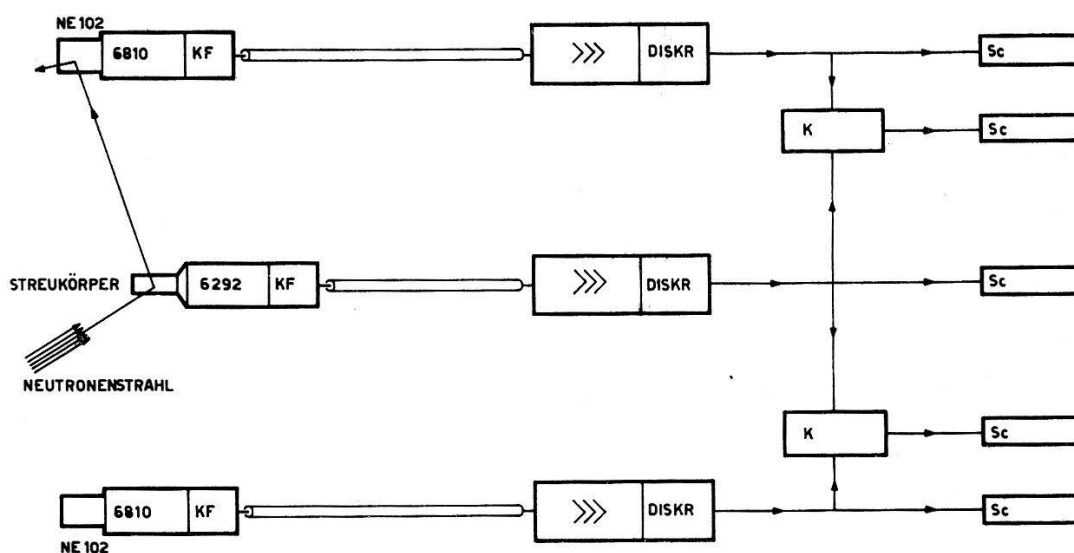 NE 102
6810 KF >>> DISKR Sc
K Sc
STREUKÖRPER 6292 KF >>> DISKR Sc
NEUTRONENSTRAHL
K Sc
6810 KF >>> DISKR Sc
NE 102